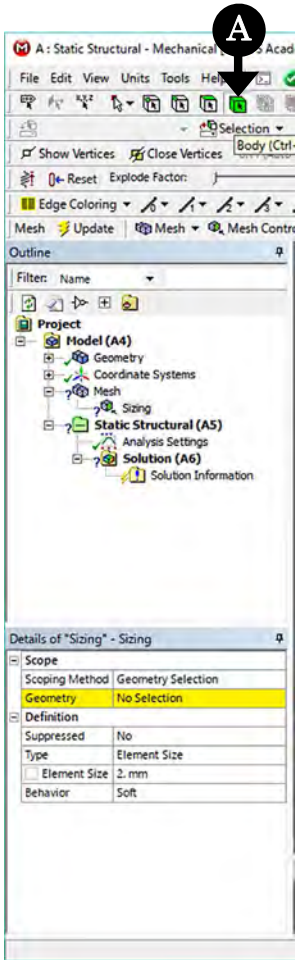 A
A : Static Structural - Mechanical Acad
File Edit View Units Tools Help
Selection
Show Vertices Close Vertices
Body (Ctrl-
Reset Explode Factor:
Edge Coloring
Mesh Update Mesh Mesh Contr
Outline
Filter: Name
Project
Model (A4)
Geometry
Coordinate Systems
Mesh
Sizing
Static Structural (A5)
Analysis Settings
Solution (A6)
Solution Information
Details of "Sizing" - Sizing
Scope
Scoping Method Geometry Selection
Geometry No Selection
Definition
Suppressed No
Type Element Size
Element Size 2. mm
Behavior Soft